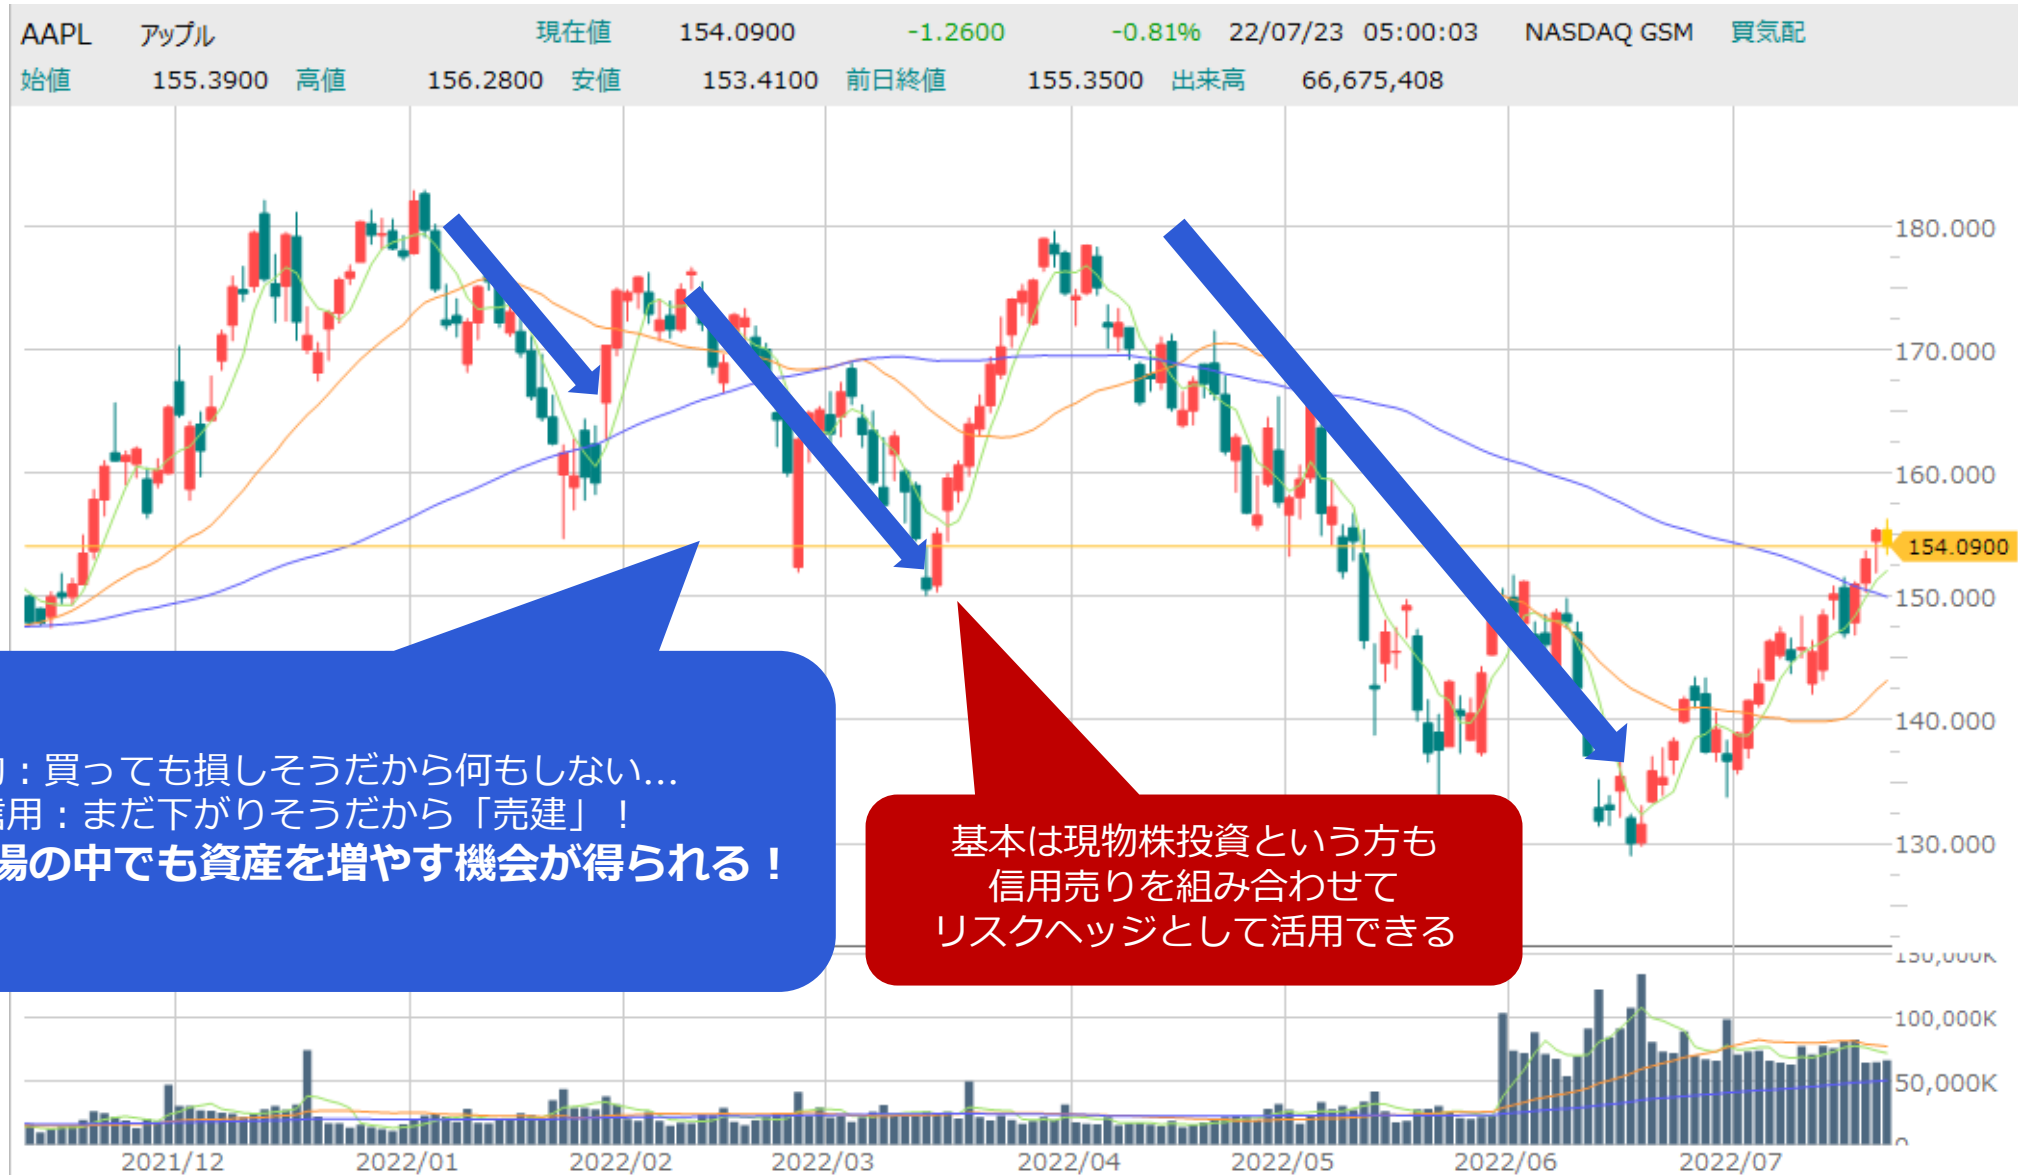 AAPL アップル 現在値 154.0900 -1.2600 -0.81% 22/07/23 05:00:03 NASDAQ GSM 買気配
始値 155.3900 高値 156.2800 安値 153.4100 前日終値 155.3500 出来高 66,675,408
180.000
170.000
160.000
154.0900
150.000
140.000
130.000
：買っても損しそうだから何もしない...
信用：まだ下がりそうだから「売建」！
場の中でも資産を増やす機会が得られる！
基本は現物株投資という方も
信用売りを組み合わせて
リスクヘッジとして活用できる
150,000K
100,000K
50,000K
0
2021/12 2022/01 2022/02 2022/03 2022/04 2022/05 2022/06 2022/07